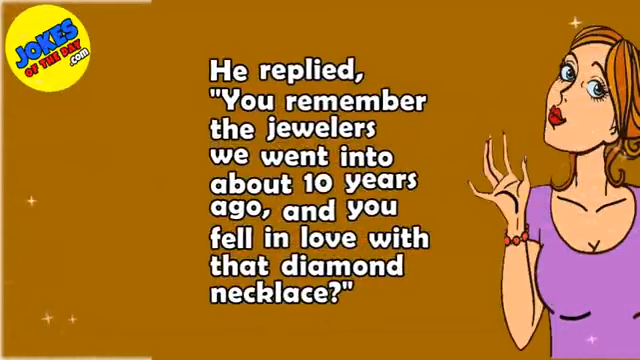 JOKES
OF THE DAY
.com
He replied,
"You remember
the jewelers
we went into
about 10 years
ago, and you
fell in love with
that diamond
necklace?"